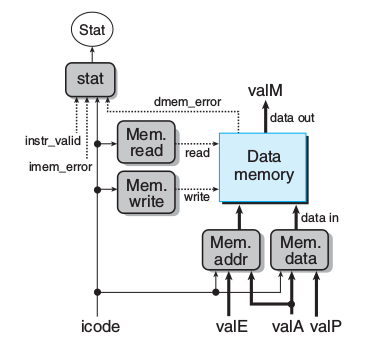 Stat
stat
valM
dmem_error
data out
instr_valid
imem_error
Mem.
read
read
Data
memory
Mem.
write
write
data in
Mem.
addr
Mem.
data
icode
valE
valA
valP